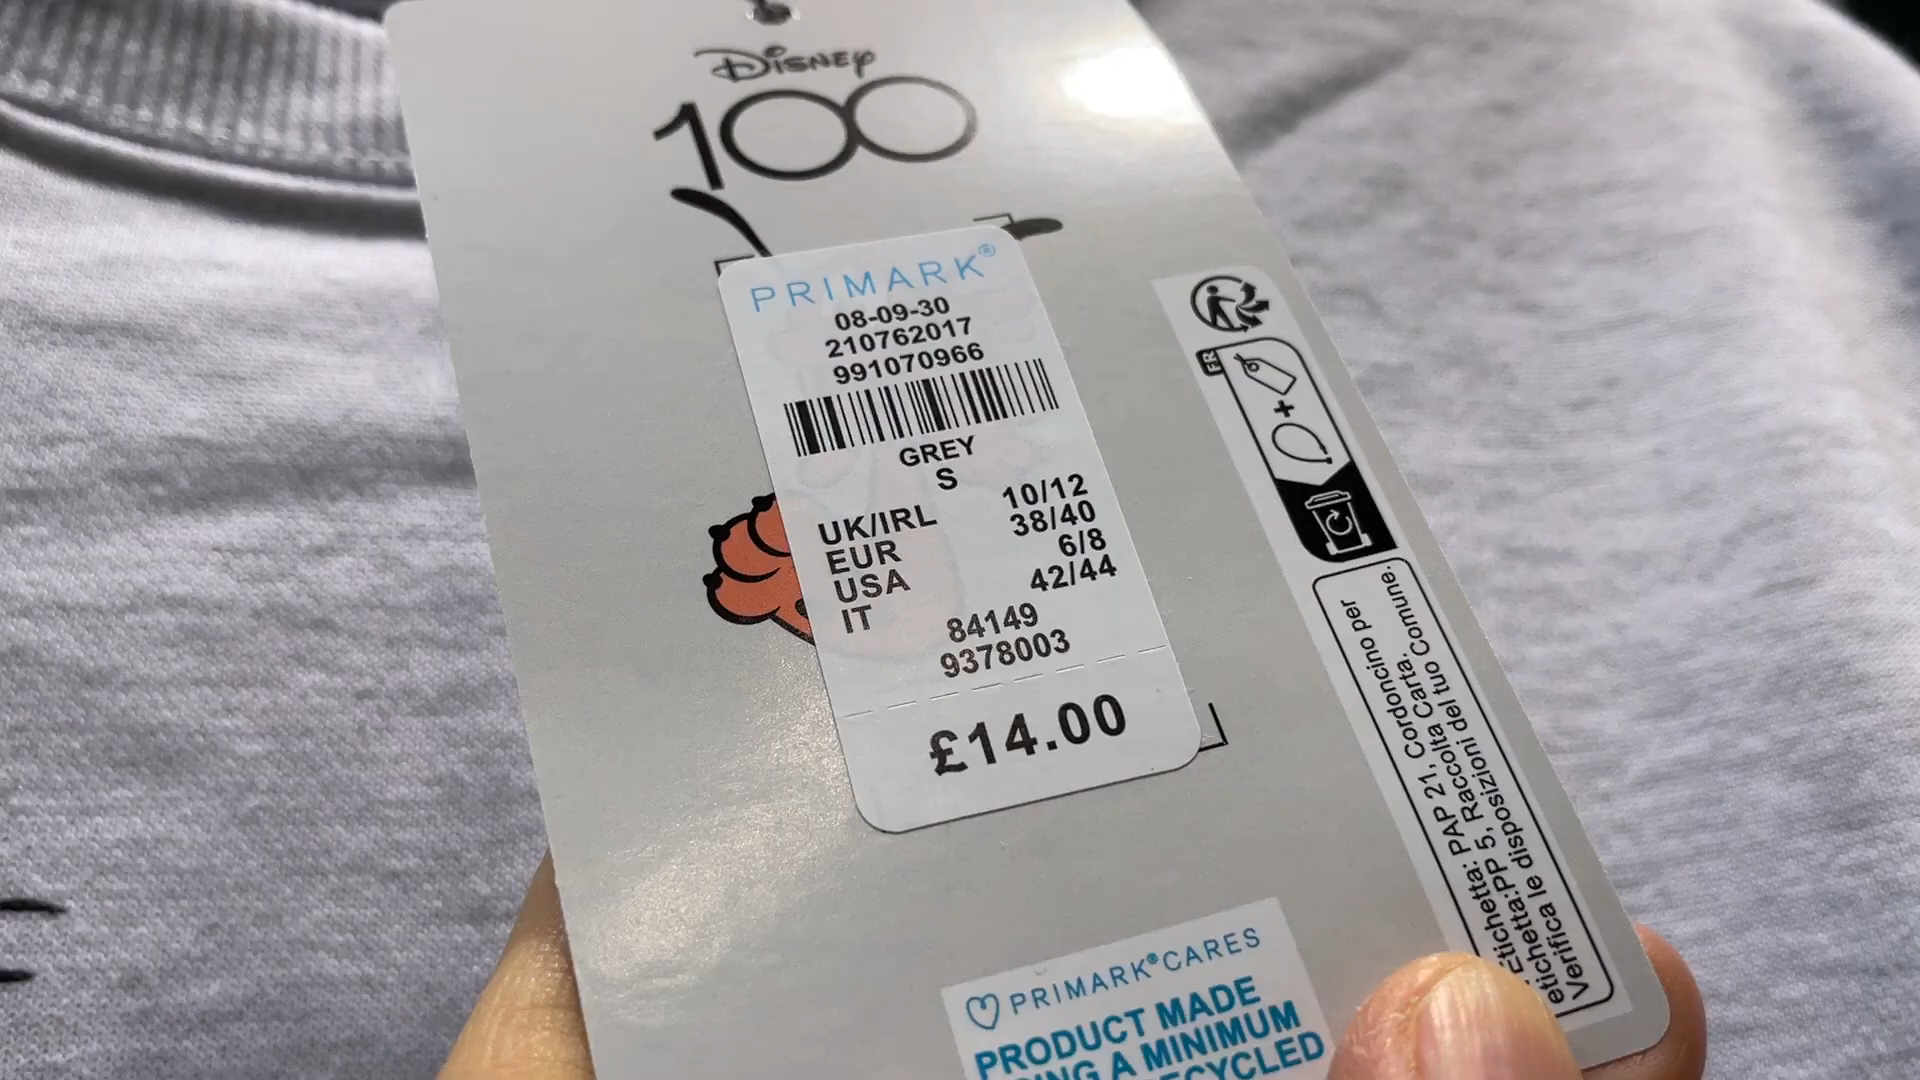 Disney
100
PRIMARK®
08-09-30
210762017
991070966
GREY
S
UK/IRL 10/12
EUR 38/40
USA 6/8
IT 42/44
84149
9378003
£14.00
FR
+
Etichetta: PAP 21, Cordoncino per
etichetta:PP 5, Raccolta Carta.
Verifica le disposizioni del tuo Comune.
PRIMARK®CARES
PRODUCT MADE
A MINIMUM